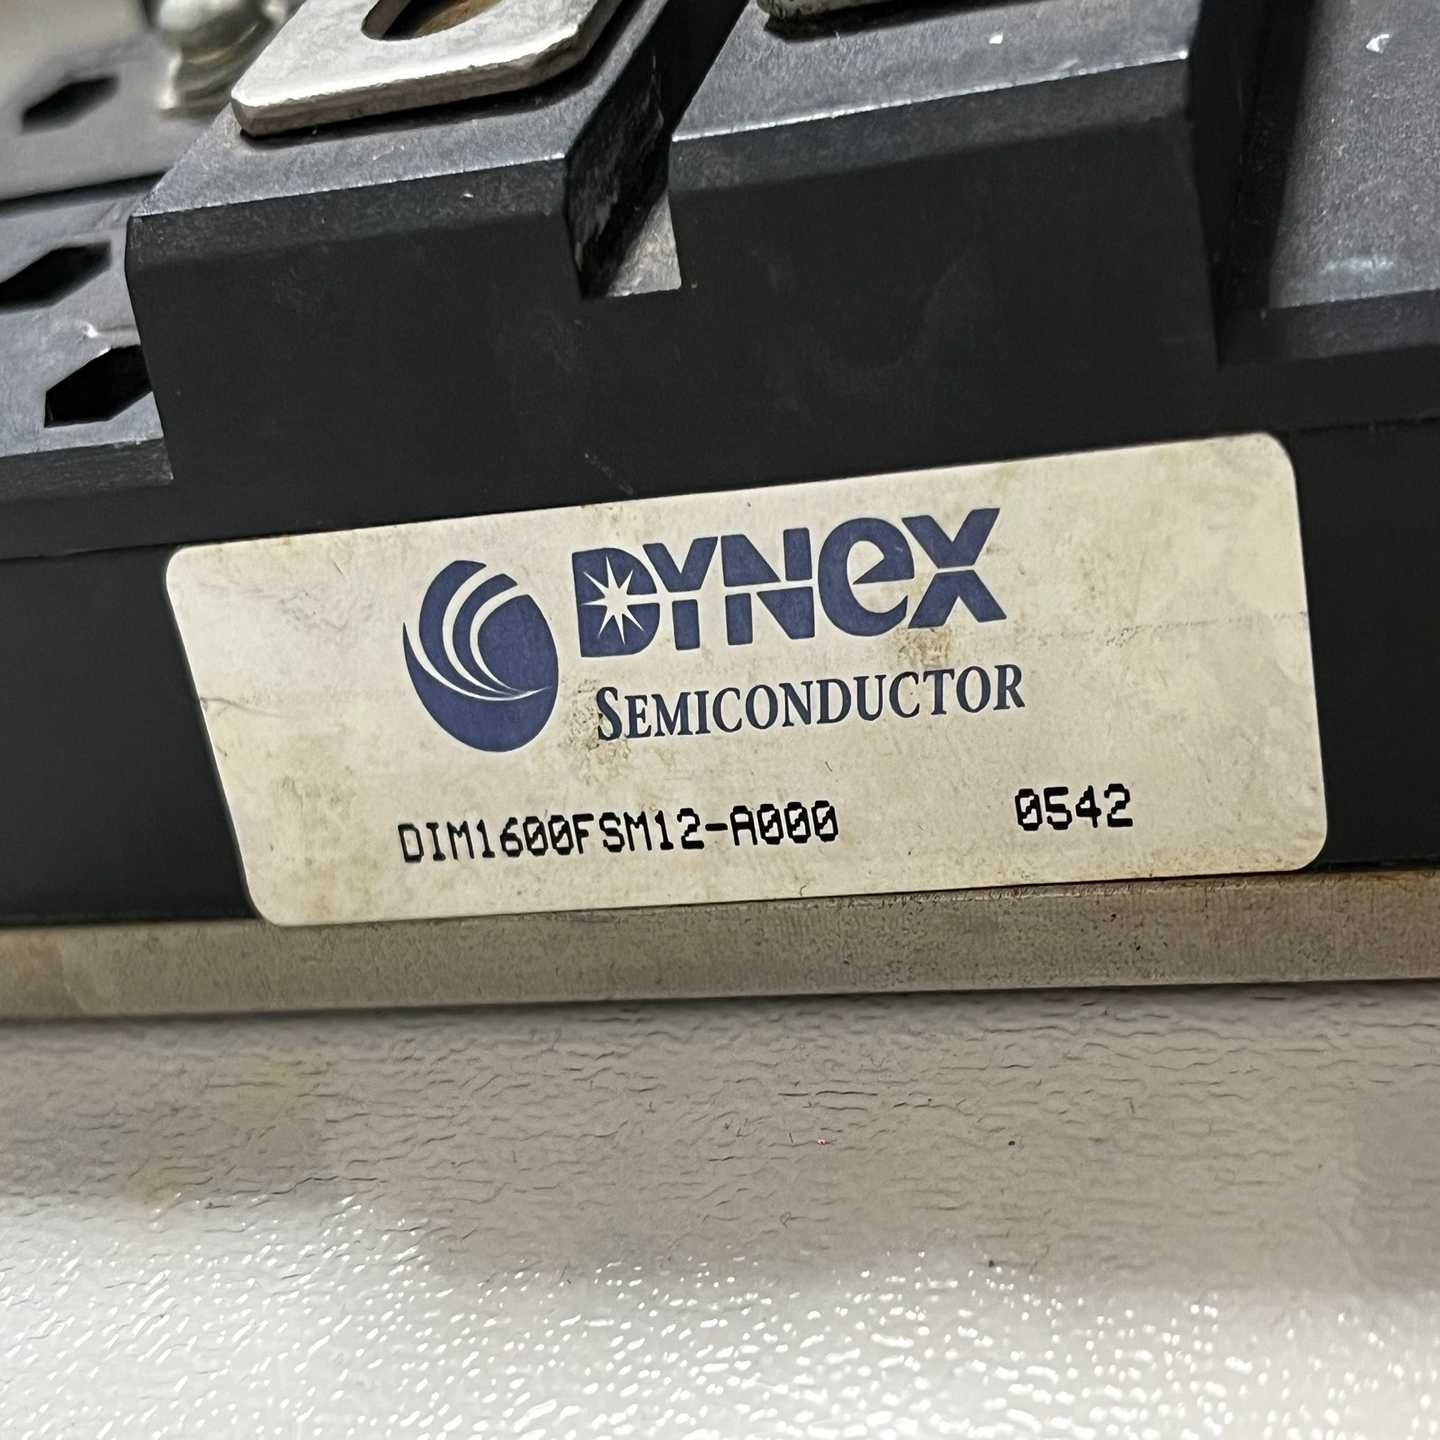 DYNEX
SEMICONDUCTOR
DIM1600FSM12-A000 0542